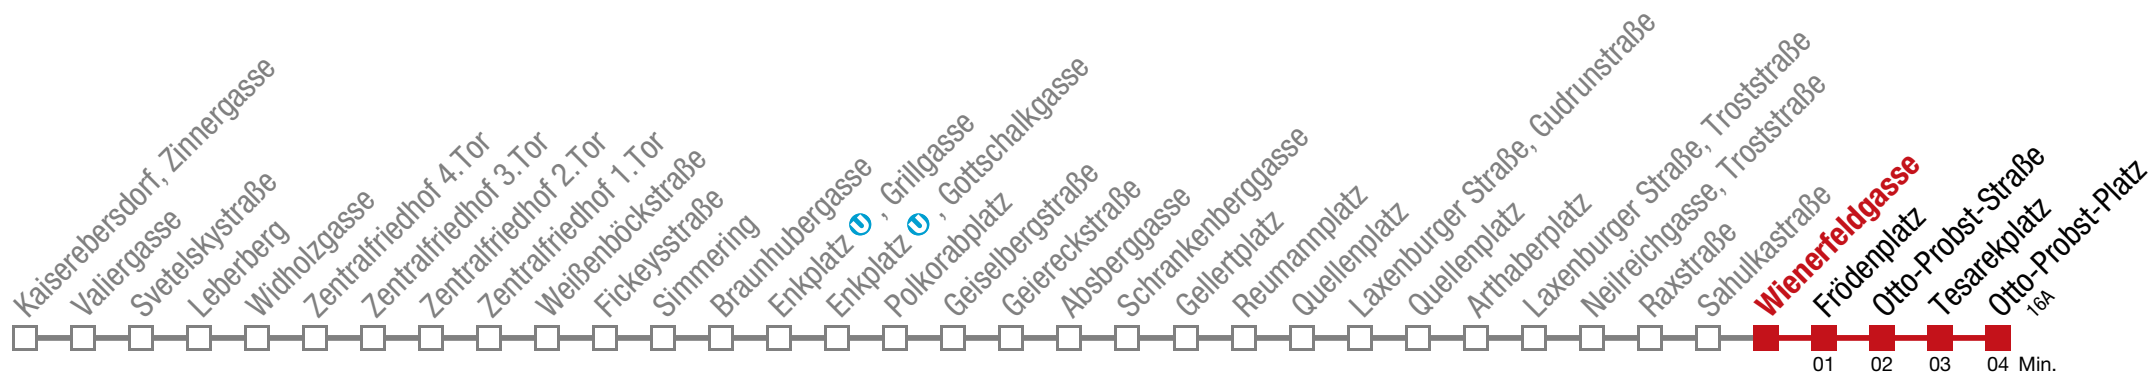 Kaiserebersdorf, Zinnergasse
Valiergasse
Svetelskystraße
Leberberg
Widholzgasse
Zentralfriedhof 4.Tor
Zentralfriedhof 3.Tor
Zentralfriedhof 2.Tor
Zentralfriedhof 1.Tor
Weißenböckstraße
Fickeysstraße
Simmering
Braunhubergasse
Enkplatz U, Grillgasse
Enkplatz U, Gottschalkgasse
Polkorabplatz
Geiselbergstraße
Geiereckstraße
Absberggasse
Schrankenberggasse
Gellertplatz
Reumannplatz
Quellenplatz
Laxenburger Straße, Gudrunstraße
Quellenplatz
Arthaberplatz
Laxenburger Straße, Troststraße
Neilreichgasse, Troststraße
Raxstraße
Sahulkastraße
Wienerfeldgasse
Frödenplatz
Otto-Probst-Straße
Tesarekplatz
Otto-Probst-Platz
16A
01 02 03 04 Min.